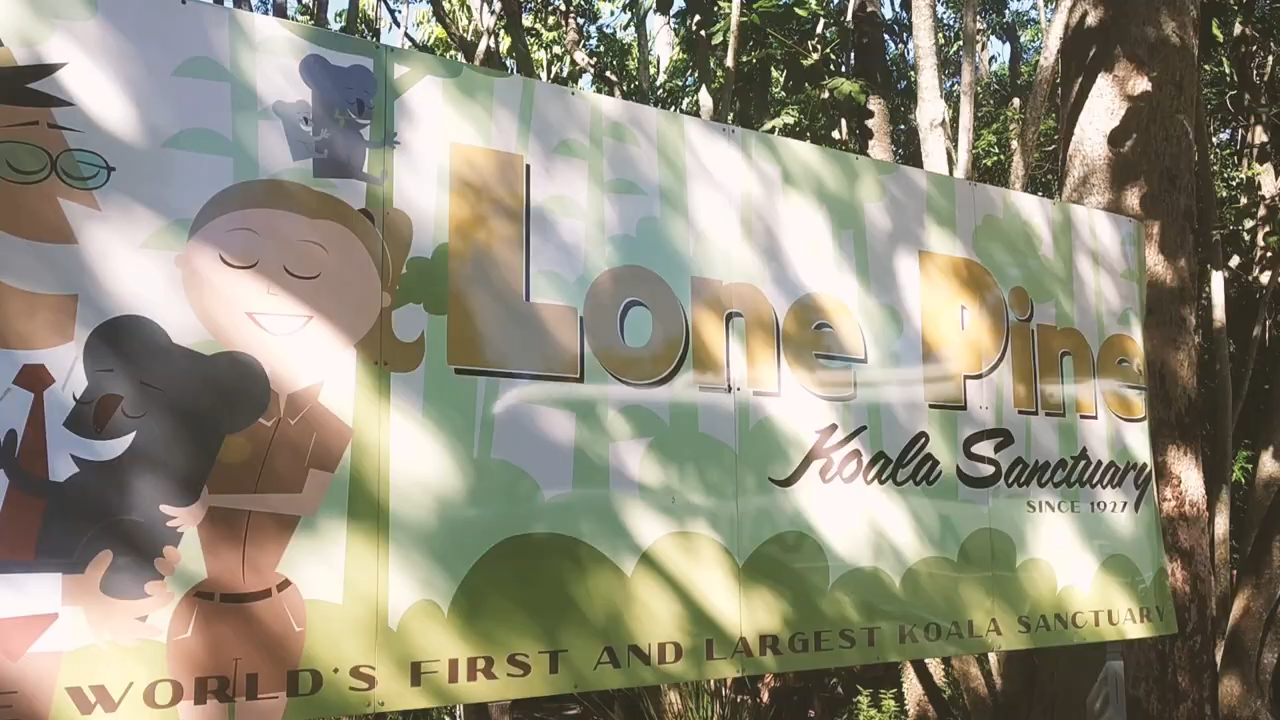 Lone Pine
Koala Sanctuary
SINCE 1927
E WORLD'S FIRST AND LARGEST KOALA SANCTUARY